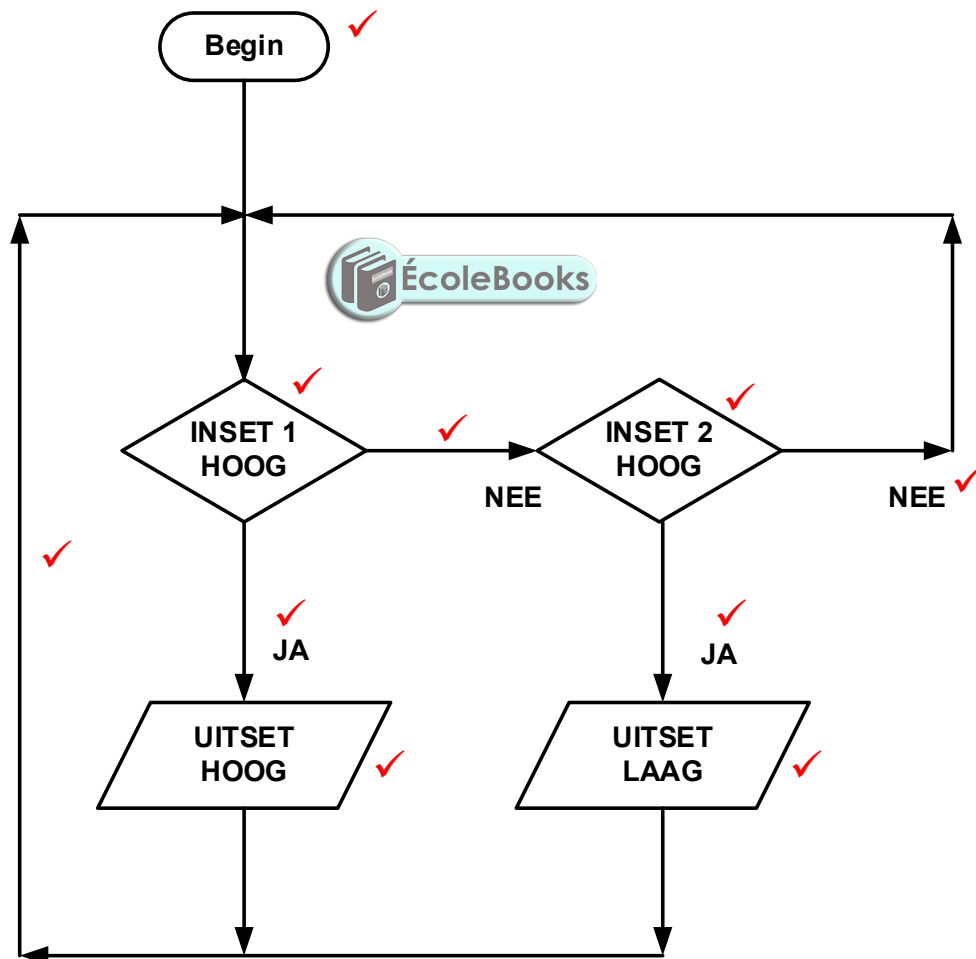 Begin
ÉcoleBooks
INSET 1
HOOG
INSET 2
HOOG
NEE
NEE
JA
JA
UITSET
HOOG
UITSET
LAAG